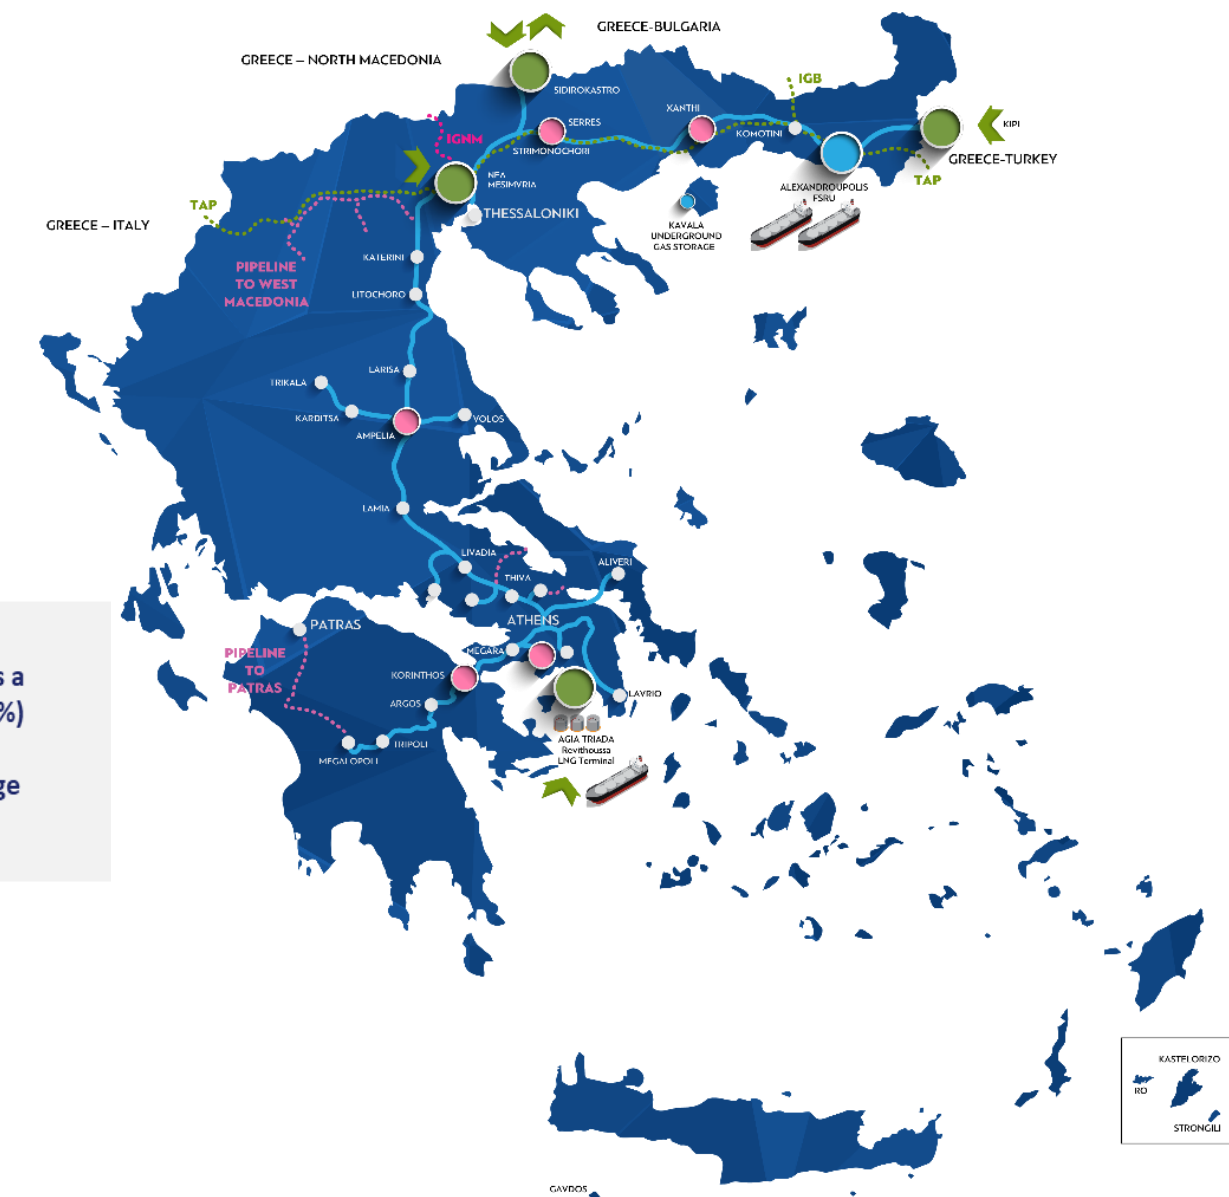 GREECE-BULGARIA
GREECE – NORTH MACEDONIA
SIDIROKASTRO
IGB
XANTHI
SERRES
KOMOTINI
KIPI
IGNM
STRIMONOCHORI
GREECE-TURKEY
NEA
MESIMVRIA
TAP
ALEXANDROUPOLIS
FSRU
TAP
THESSALONIKI
GREECE – ITALY
KAVALA
UNDERGROUND
GAS STORAGE
KATERINI
PIPELINE
TO WEST
MACEDONIA
LITOCHORO
LARISA
TRIKALA
KARDITSA
VOLOS
AMPELIA
LAMIA
LIVADIA
ALIVERI
THIVA
ATHENS
PATRAS
MEGARA
PIPELINE
TO
PATRAS
KORINTHOS
s a
%)
ge
LAVRIO
ARGOS
TRIPOLI
AGIA TRIADA
Revithoussa
LNG Terminal
MEGALOPOLI
KASTELORIZO
RO
STRONGILI
GAVDOS